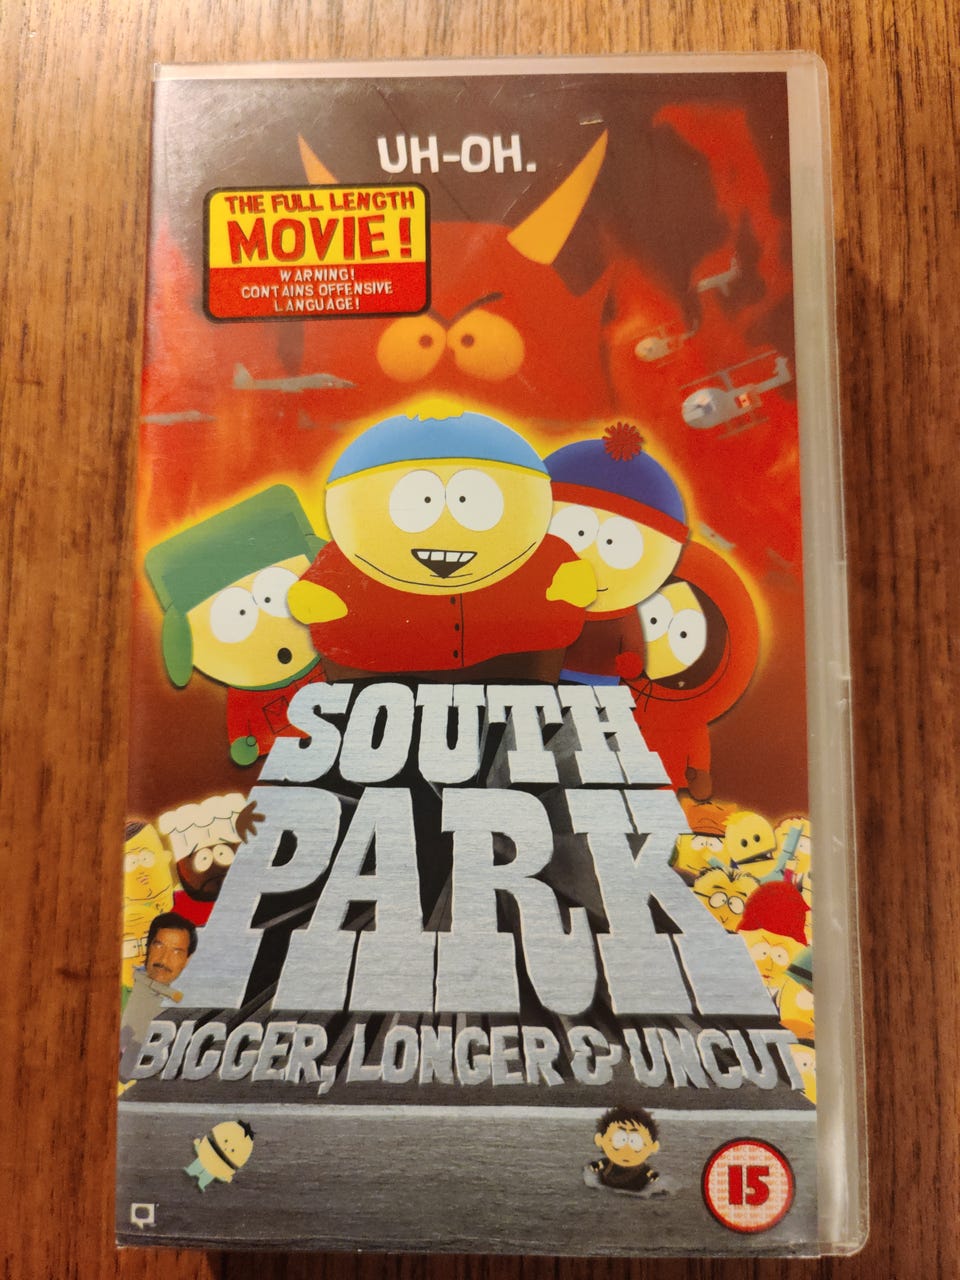 UH-OH.
THE FULL LENGTH
MOVIE!
WARNING!
CONTAINS OFFENSIVE
LANGUAGE!
SOUTH
PARK
BIGGER, LONGER & UNCUT
15